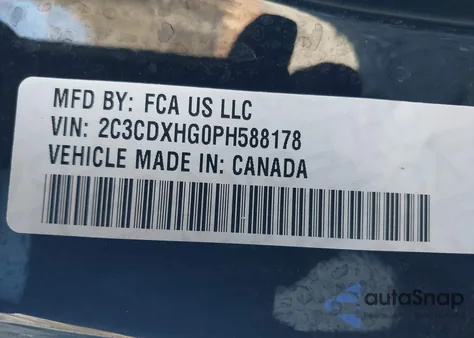 MFD BY: FCA US LLC
VIN: 2C3CDXHG0PH588178
VEHICLE MADE IN: CANADA
autoSnap